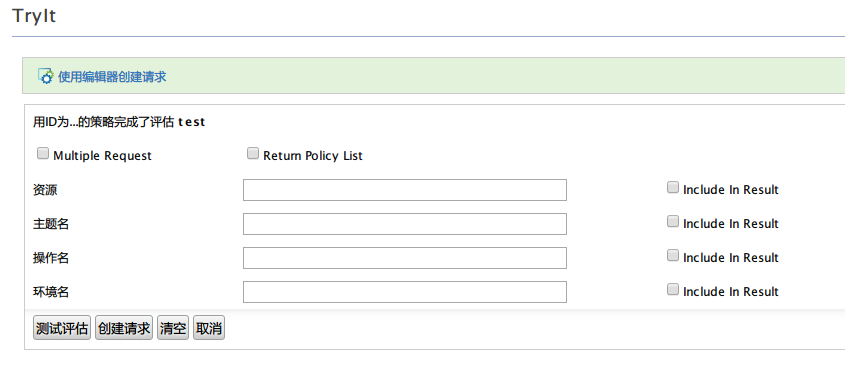 TryIt
使用编辑器创建请求
用ID为...的策略完成了评估 test
Multiple Request Return Policy List
资源 Include In Result
主题名 Include In Result
操作名 Include In Result
环境名 Include In Result
测试评估 创建请求 清空 取消